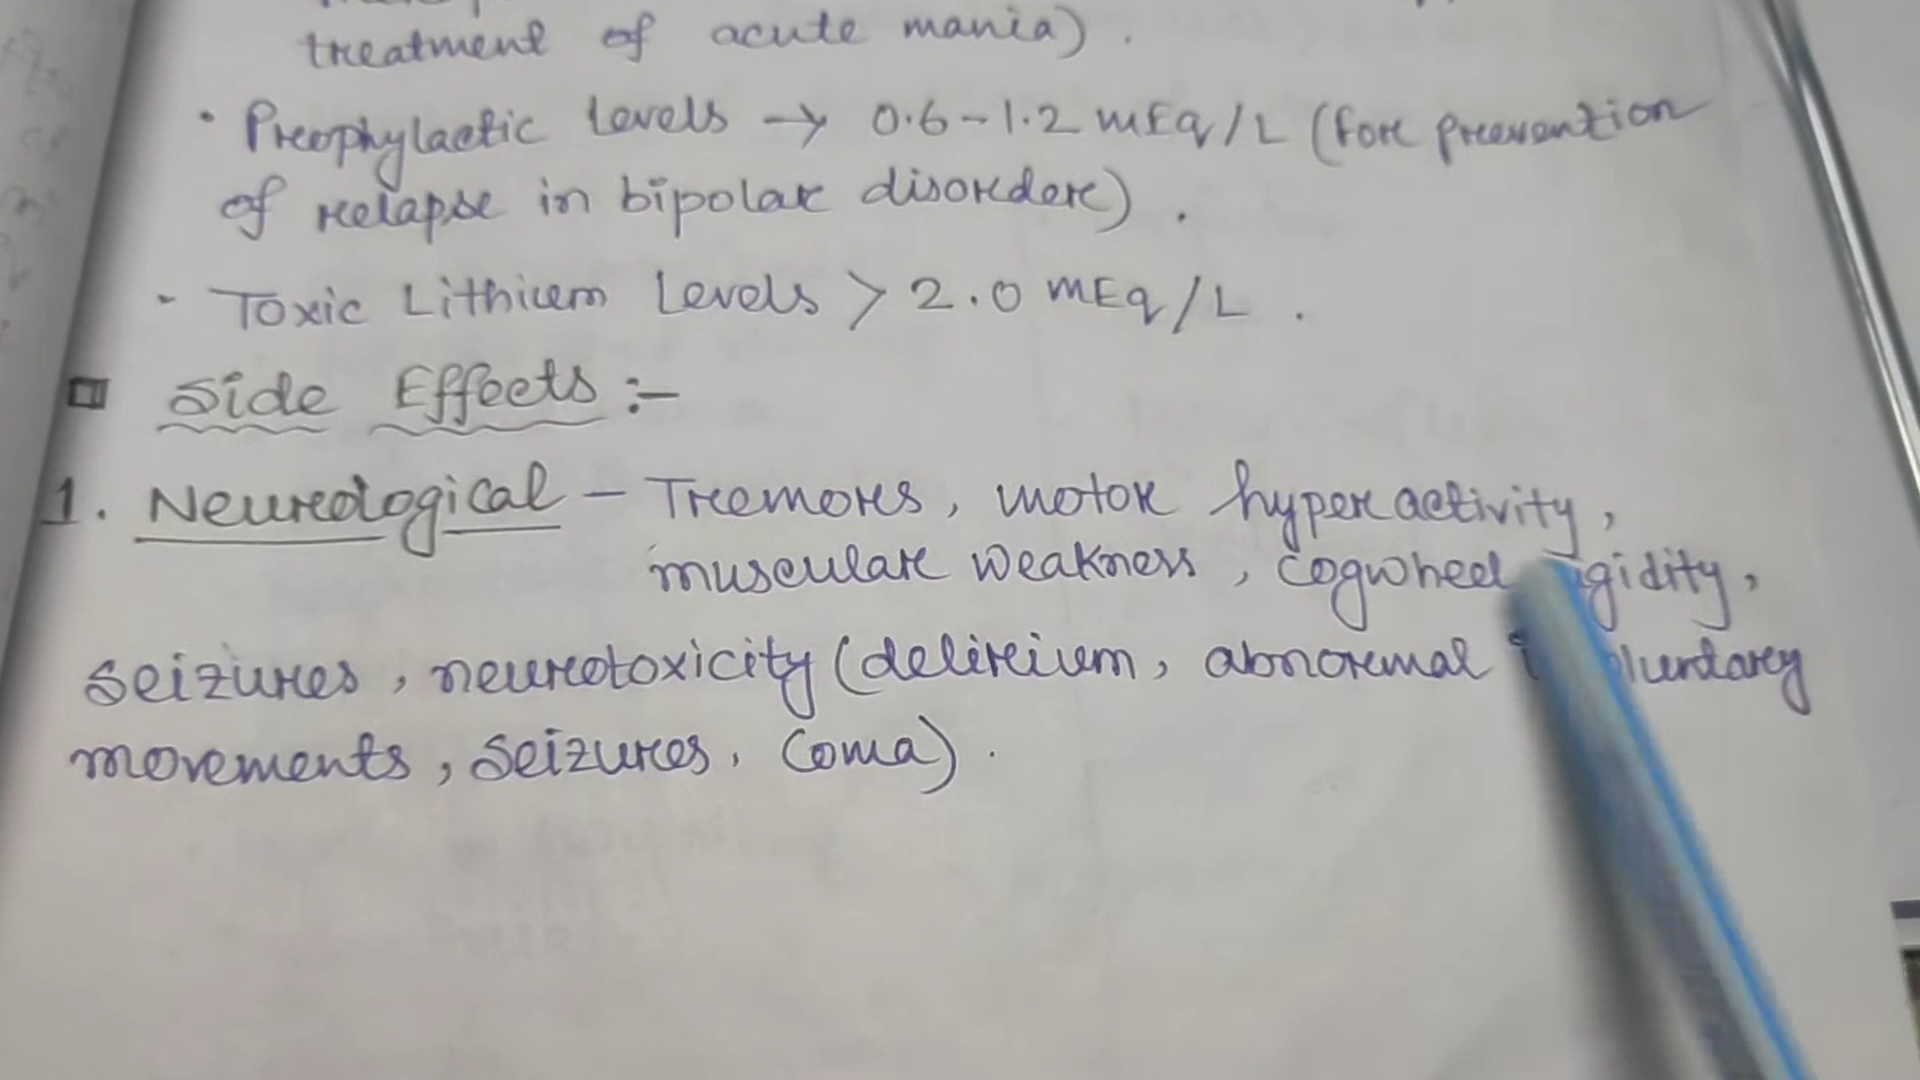 treatment of acute mania).
• Prophylactic Levels → 0.6-1.2 mEq/L (for prevention
of relapse in bipolar disorder).
- Toxic Lithium Levels > 2.0 mEq/L.
Side Effects :-
1. Neurological - Tremors, motor hyperactivity,
muscular weakness, cogwheel rigidity,
seizures, neurotoxicity (delirium, abnormal involuntary
movements, seizures, coma).